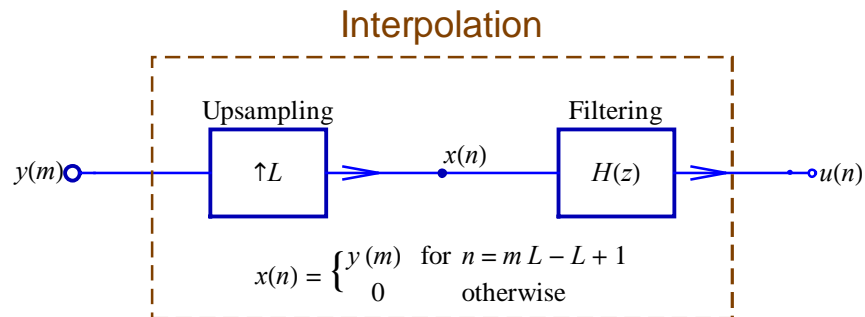 Interpolation
Upsampling
Filtering
y(m)
↑L
x(n)
H(z)
u(n)
x(n) = { y (m) for n = m L – L + 1
0 otherwise